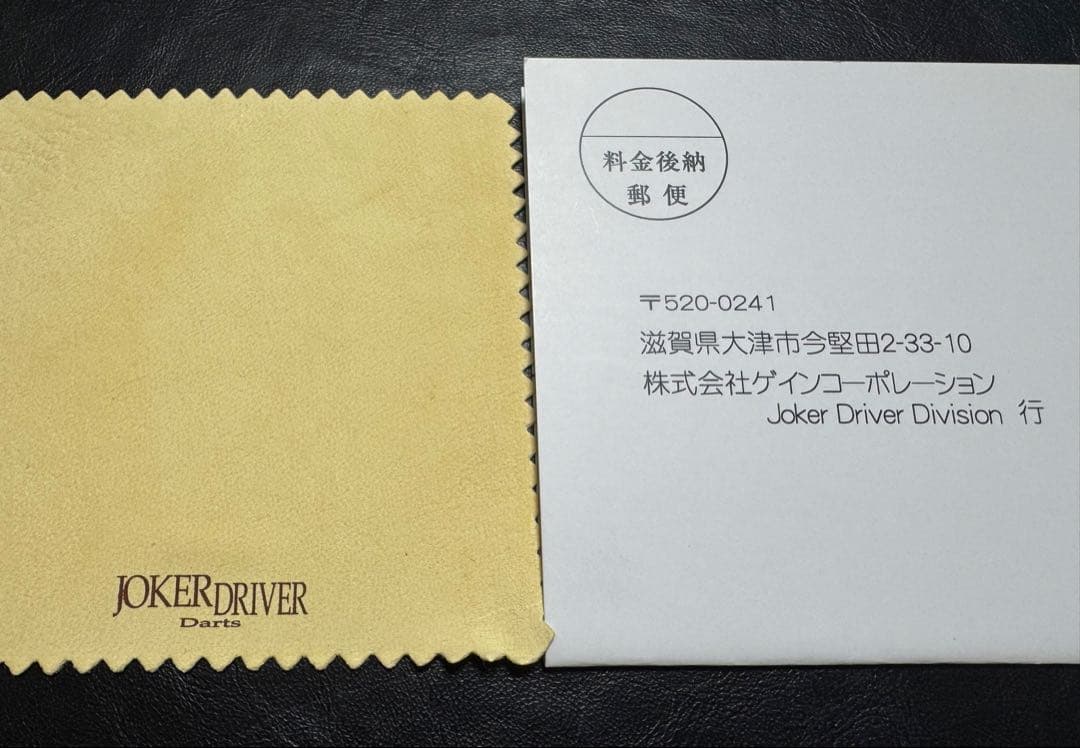 JOKER DRIVER
Darts
料金後納
郵便
〒520-0241
滋賀県大津市今堅田2-33-10
株式会社ゲインコーポレーション
Joker Driver Division 行